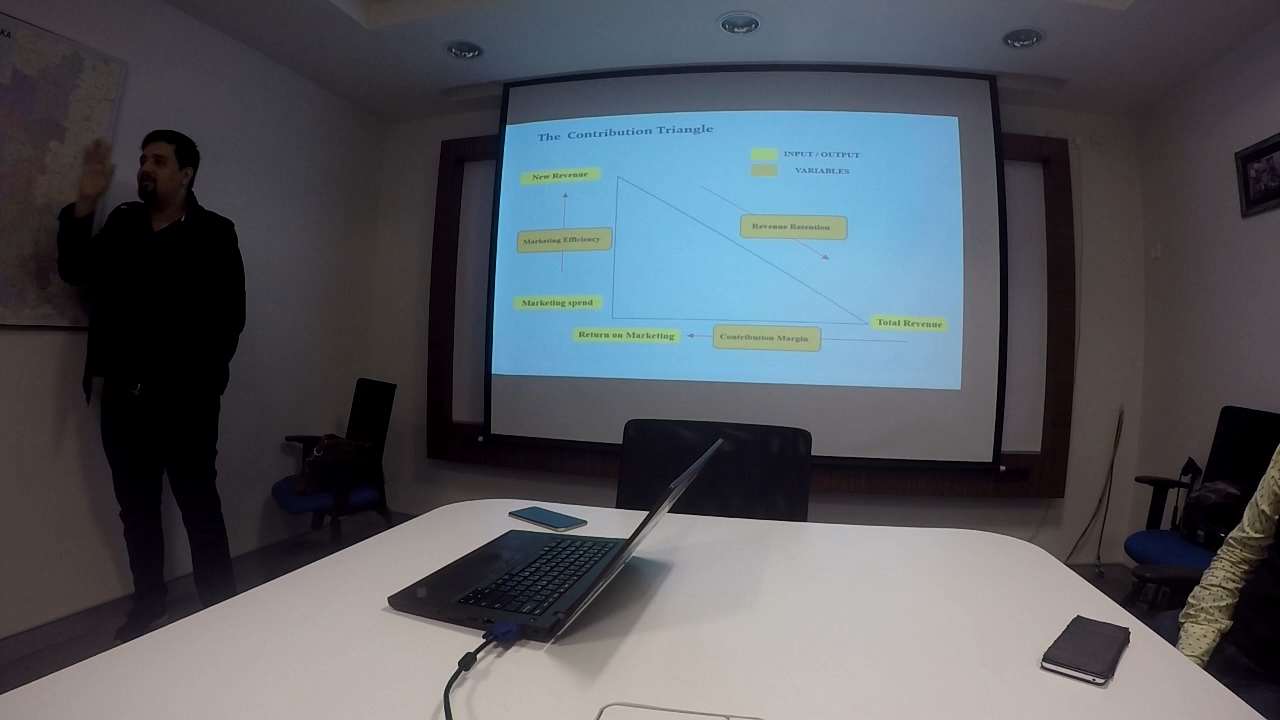 KA
The Contribution Triangle
INPUT / OUTPUT
VARIABLES
New Revenue
Revenue Retention
Marketing Efficiency
Marketing spend
Total Revenue
Return on Marketing
Contribution Margin